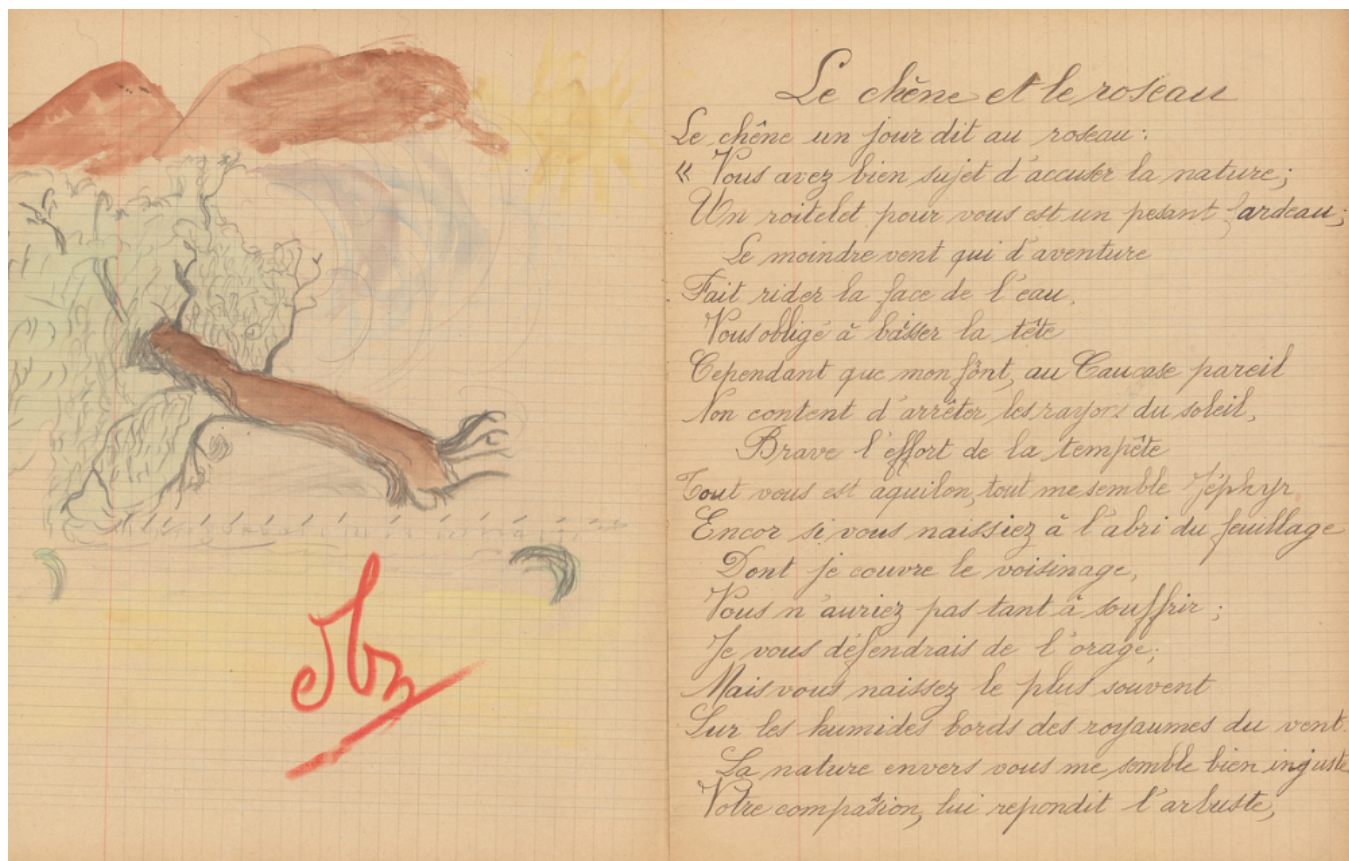 Le chêne et le roseau
Le chêne un jour dit au roseau :
« Vous avez bien sujet d'accuser la nature ;
Un roitelet pour vous est un pesant fardeau ;
Le moindre vent qui d'aventure
Fait rider la face de l'eau,
Vous obligé à baîsser la tête
Cependant que mon fônt, au Caucase pareil
Non content d'arrêter les rayons du soleil,
Brave l'effort de la tempête
Tout vous est aquilon, tout me semble Zéphyr
Encor si vous naissiez à l'abri du feuillage
Dont je couvre le voisinage,
Vous n'auriez pas tant à souffrir ;
Je vous défendrais de l'orage ;
Mais vous naissez le plus souvent
Sur les humides bords des royaumes du vent.
La nature envers vous me semble bien injuste
Votre compasion, lui repondit l'arbuste,